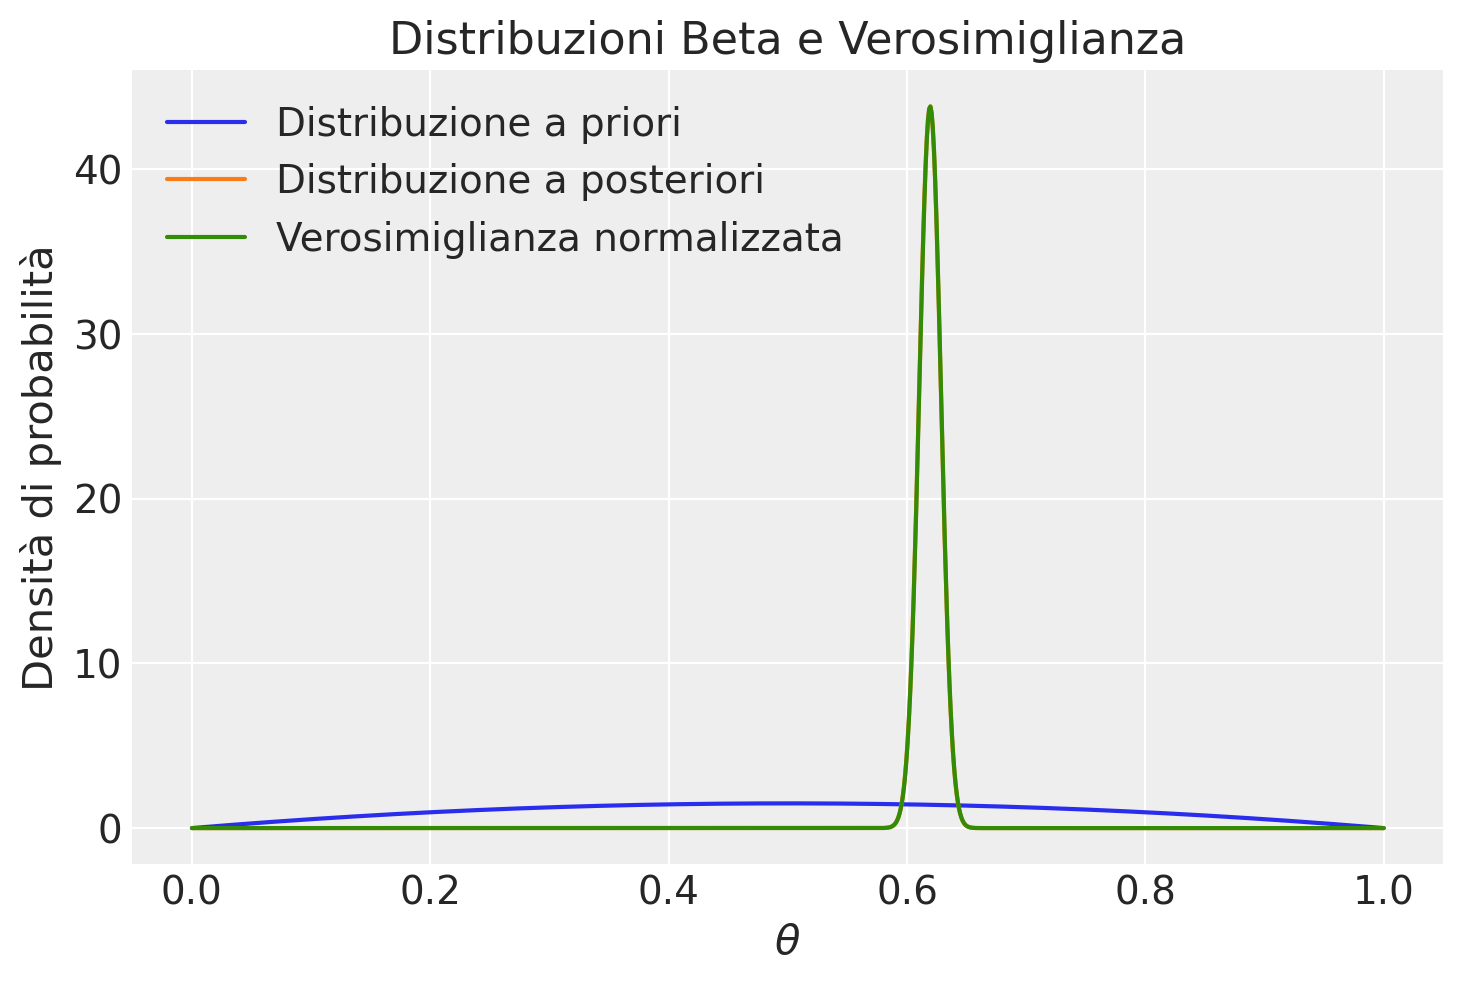 Distribuzioni Beta e Verosimiglianza
Distribuzione a priori
Distribuzione a posteriori
Verosimiglianza normalizzata
Densità di probabilità
40
30
20
10
0
0.0 0.2 0.4 0.6 0.8 1.0
θ